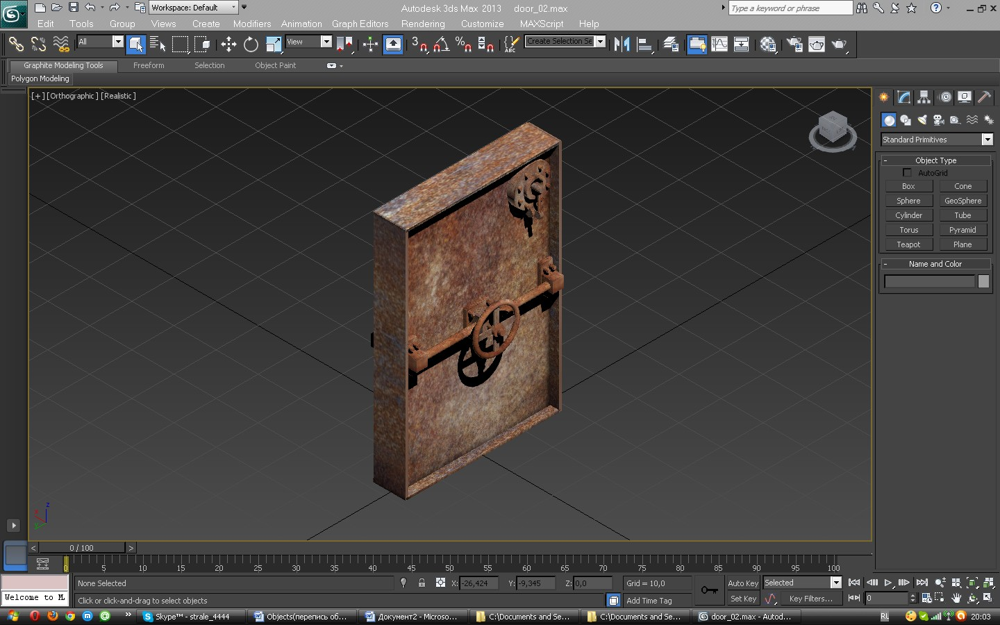 Workspace: Default
Autodesk 3ds Max 2013 door_02.max
Type a keyword or phrase
Edit Tools Group Views Create Modifiers Animation Graph Editors Rendering Customize MAXScript Help
All
View
3
%
ABC
Create Selection Se
Graphite Modeling Tools Freeform Selection Object Paint
Polygon Modeling
[+] [Orthographic] [Realistic]
Standard Primitives
- Object Type
AutoGrid
Box Cone
Sphere GeoSphere
Cylinder Tube
Torus Pyramid
Teapot Plane
- Name and Color
z
x
y
< 0 / 100 >
0 5 10 15 20 25 30 35 40 45 50 55 60 65 70 75 80 85 90 95 100
None Selected X: -26,424 Y: -9,345 Z: 0,0 Grid = 10,0 Auto Key Selected
Welcome to M
Click or click-and-drag to select objects Add Time Tag Set Key Key Filters... 0
Skype™ - strale_4444 Objects(перепись об... Документ2 - Microso... C:\Documents and Se... C:\Documents and Se... door_02.max - Autod... RL 20:03